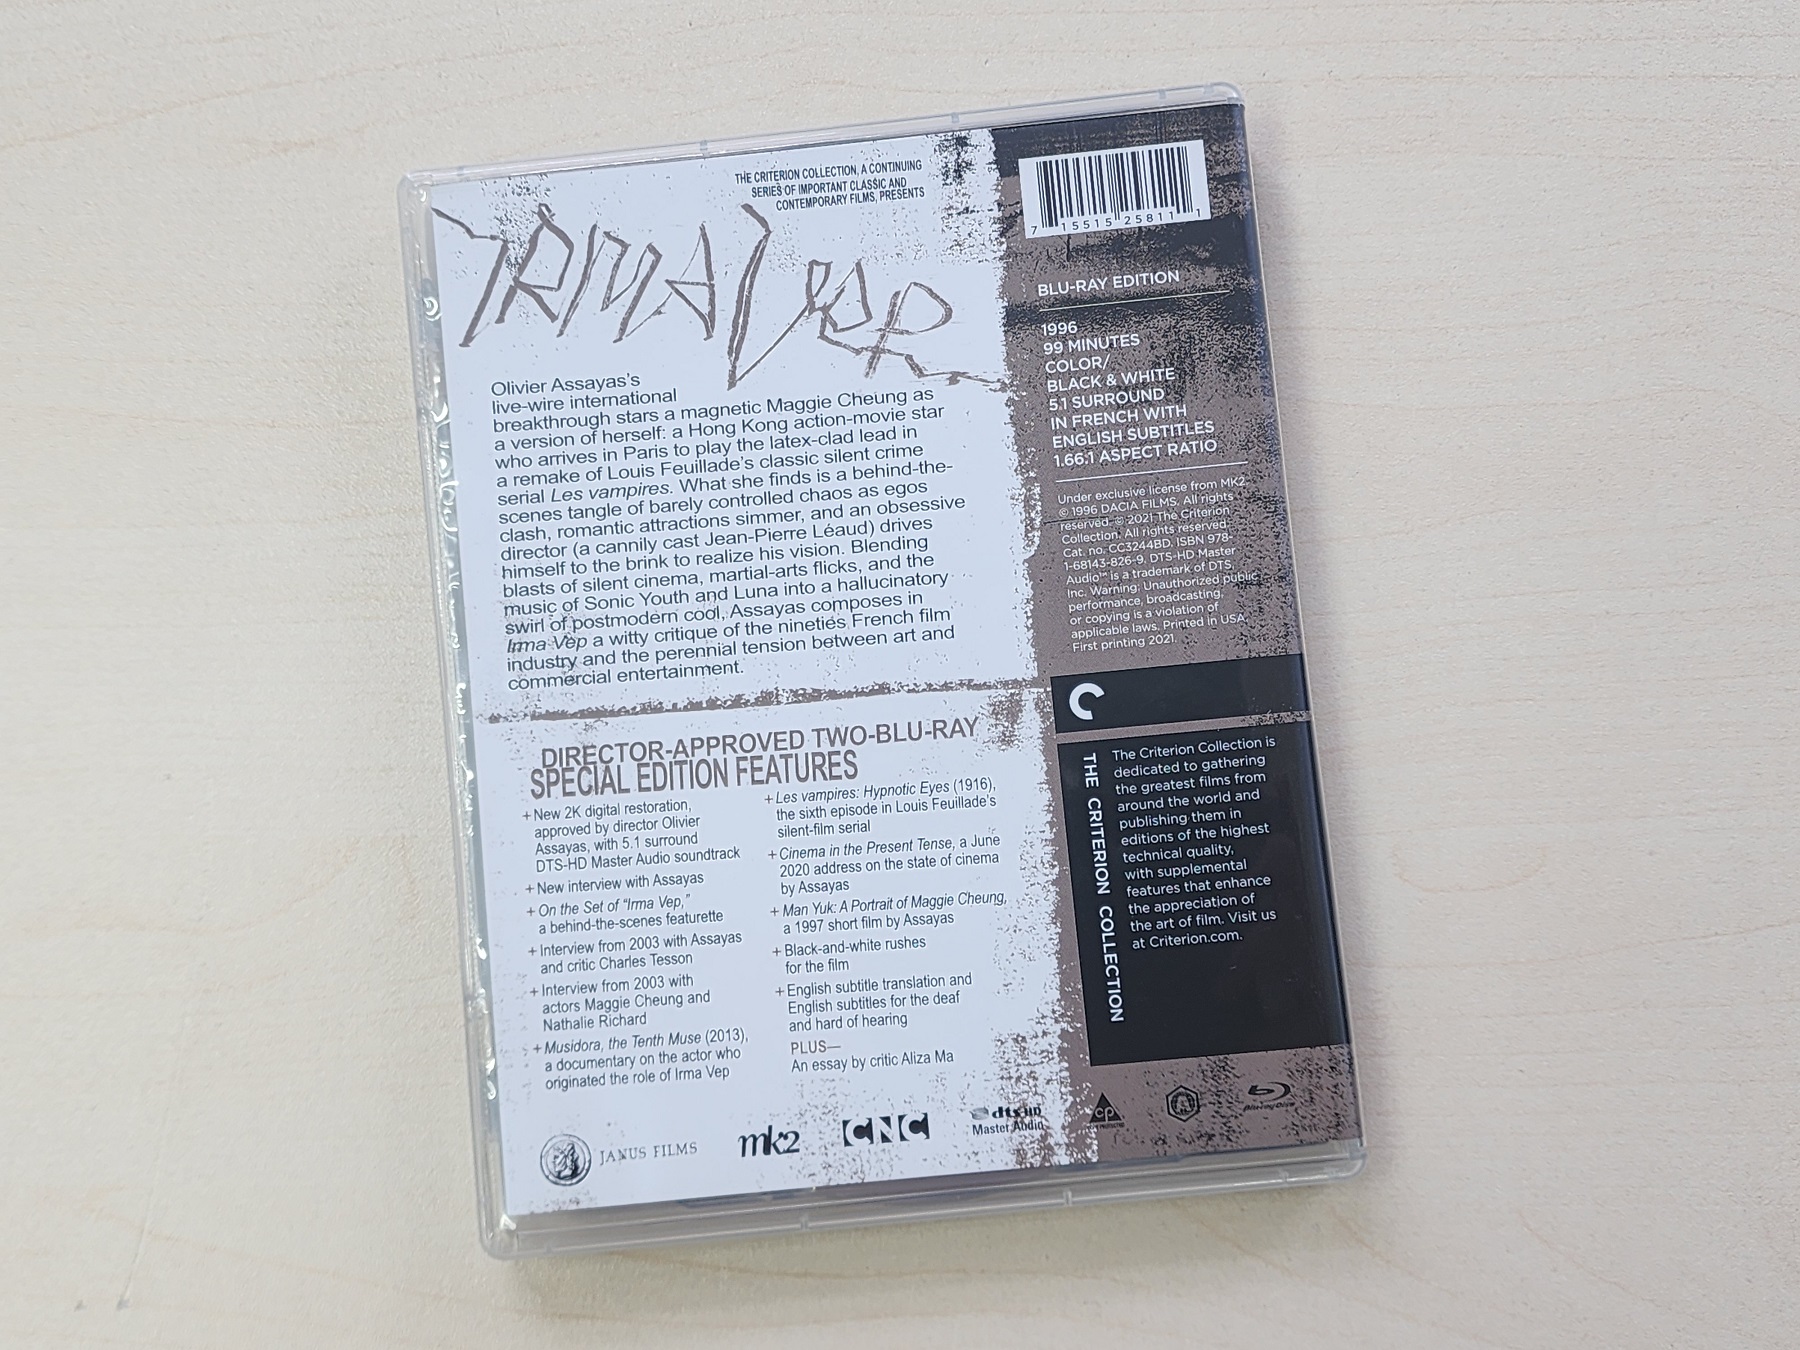 THE CRITERION COLLECTION, A CONTINUING
SERIES OF IMPORTANT CLASSIC AND
CONTEMPORARY FILMS, PRESENTS
IRMA VEP
Olivier Assayas's
live-wire international
breakthrough stars a magnetic Maggie Cheung as
a version of herself: a Hong Kong action-movie star
who arrives in Paris to play the latex-clad lead in
a remake of Louis Feuillade's classic silent crime
serial Les vampires. What she finds is a behind-the-
scenes tangle of barely controlled chaos as egos
clash, romantic attractions simmer, and an obsessive
director (a cannily cast Jean-Pierre Léaud) drives
himself to the brink to realize his vision. Blending
blasts of silent cinema, martial-arts flicks, and the
music of Sonic Youth and Luna into a hallucinatory
swirl of postmodern cool, Assayas composes in
Irma Vep a witty critique of the nineties French film
industry and the perennial tension between art and
commercial entertainment.
DIRECTOR-APPROVED TWO-BLU-RAY
SPECIAL EDITION FEATURES
+ New 2K digital restoration,
approved by director Olivier
Assayas, with 5.1 surround
DTS-HD Master Audio soundtrack
+ New interview with Assayas
+ On the Set of "Irma Vep,"
a behind-the-scenes featurette
+ Interview from 2003 with Assayas
and critic Charles Tesson
+ Interview from 2003 with
actors Maggie Cheung and
Nathalie Richard
+ Musidora, the Tenth Muse (2013),
a documentary on the actor who
originated the role of Irma Vep
+ Les vampires: Hypnotic Eyes (1916),
the sixth episode in Louis Feuillade's
silent-film serial
+ Cinema in the Present Tense, a June
2020 address on the state of cinema
by Assayas
+ Man Yuk: A Portrait of Maggie Cheung,
a 1997 short film by Assayas
+ Black-and-white rushes
for the film
+ English subtitle translation and
English subtitles for the deaf
and hard of hearing
PLUS—
An essay by critic Aliza Ma
JANUS FILMS
mk2
CNC
dts HD
Master Audio
7 15515 25811 1
BLU-RAY EDITION
1996
99 MINUTES
COLOR/
BLACK & WHITE
5.1 SURROUND
IN FRENCH WITH
ENGLISH SUBTITLES
1.66:1 ASPECT RATIO
Under exclusive license from MK2.
© 1996 DACIA FILMS. All rights
reserved. © 2021 The Criterion
Collection. All rights reserved.
Cat. no. CC3244BD. ISBN 978-
1-68143-826-9. DTS-HD Master
Audio™ is a trademark of DTS,
Inc. Warning: Unauthorized public
performance, broadcasting,
or copying is a violation of
applicable laws. Printed in USA.
First printing 2021.
THE CRITERION COLLECTION
The Criterion Collection is
dedicated to gathering
the greatest films from
around the world and
publishing them in
editions of the highest
technical quality,
with supplemental
features that enhance
the appreciation of
the art of film. Visit us
at Criterion.com.
cp
A
Blu-ray Disc